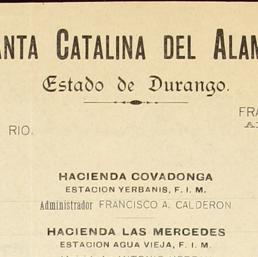 ANTA CATALINA DEL ALAM
Estado de Durango.
FRA
RIO.
HACIENDA COVADONGA
ESTACION YERBANIS, F. I. M.
Administrador FRANCISCO A. CALDERON.
HACIENDA LAS MERCEDES
ESTACION AGUA VIEJA, F. I. M.